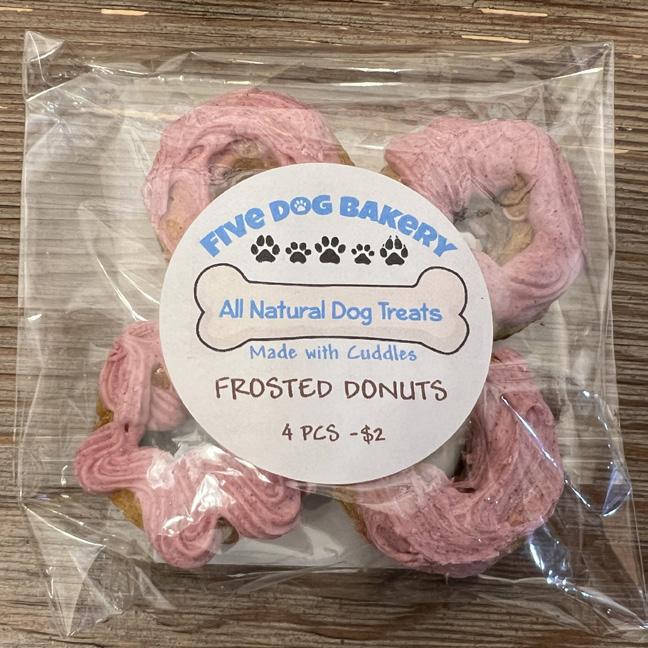 FIVE DOG BAKERY
All Natural Dog Treats
Made with Cuddles
FROSTED DONUTS
4 PCS -$2